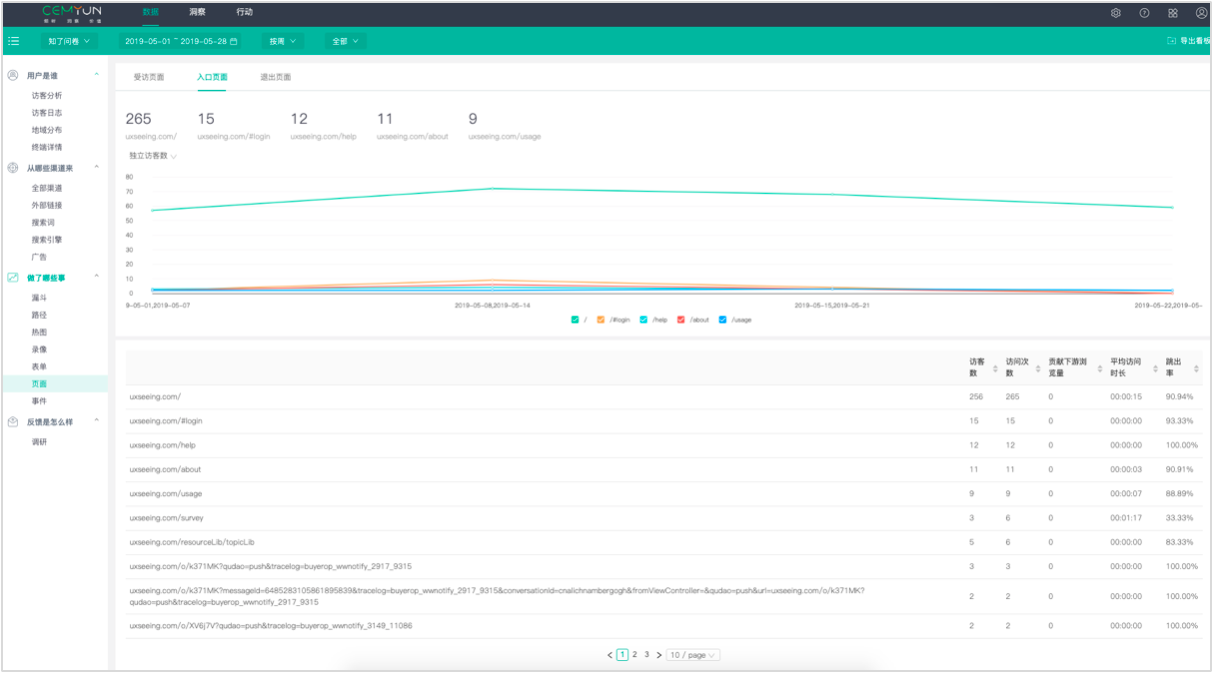 CEMYUN 数据 洞察 行动
倾听 洞察 价值
知了问卷 2019-05-01 ~ 2019-05-28 按周 全部 导出看板
用户是谁
访客分析
访客日志
地域分布
终端详情
从哪些渠道来
全部渠道
外部链接
搜索词
搜索引擎
广告
做了哪些事
漏斗
路径
热图
录像
表单
页面
事件
反馈是怎么样
调研
受访页面 入口页面 退出页面
265 15 12 11 9
uxseeing.com/ uxseeing.com/#login uxseeing.com/help uxseeing.com/about uxseeing.com/usage
独立访客数
80
70
60
50
40
30
20
10
0
9-05-01,2019-05-07 2019-05-08,2019-05-14 2019-05-15,2019-05-21 2019-05-22,2019-05-
/ /#login /help /about /usage
访客数 访问次数 贡献下游浏览量 平均访问时长 跳出率
uxseeing.com/ 256 265 0 00:00:15 90.94%
uxseeing.com/#login 15 15 0 00:00:00 93.33%
uxseeing.com/help 12 12 0 00:00:00 100.00%
uxseeing.com/about 11 11 0 00:00:03 90.91%
uxseeing.com/usage 9 9 0 00:00:07 88.89%
uxseeing.com/survey 3 6 0 00:01:17 33.33%
uxseeing.com/resourceLib/topicLib 5 6 0 00:00:00 83.33%
uxseeing.com/o/k371MK?qudao=push&tracelog=buyerop_wwnotify_2917_9315 3 3 0 00:00:00 100.00%
uxseeing.com/o/k371MK?messageId=6485283105861895839&tracelog=buyerop_wwnotify_2917_9315&conversationId=cnalichnambergogh&fromViewController=&qudao=push&url=uxseeing.com/o/k371MK?
qudao=push&tracelog=buyerop_wwnotify_2917_9315 2 2 0 00:00:00 100.00%
uxseeing.com/o/XV6j7V?qudao=push&tracelog=buyerop_wwnotify_3149_11086 2 2 0 00:00:00 100.00%
< 1 2 3 > 10 / page